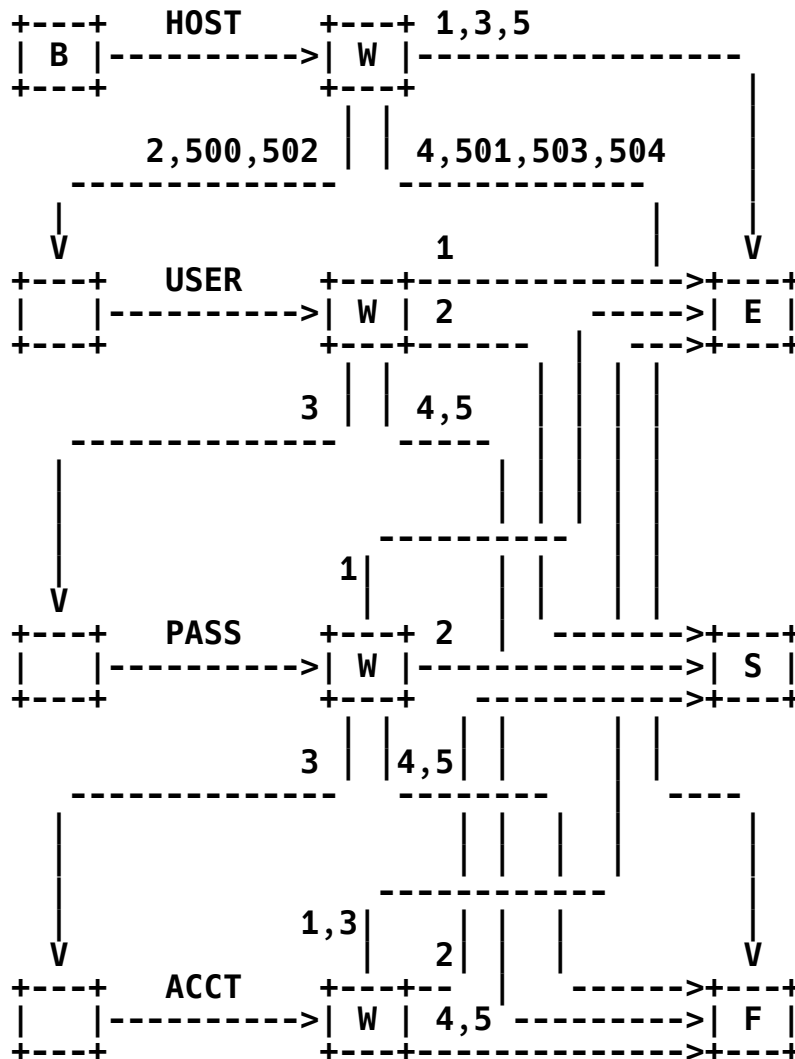 HOST 1,3,5
B W
2,500,502 4,501,503,504
V
1 V
USER
W 2 E
3 4,5
1
V
PASS 2
W S
3 4,5
1,3
V 2 V
ACCT
W 4,5 F